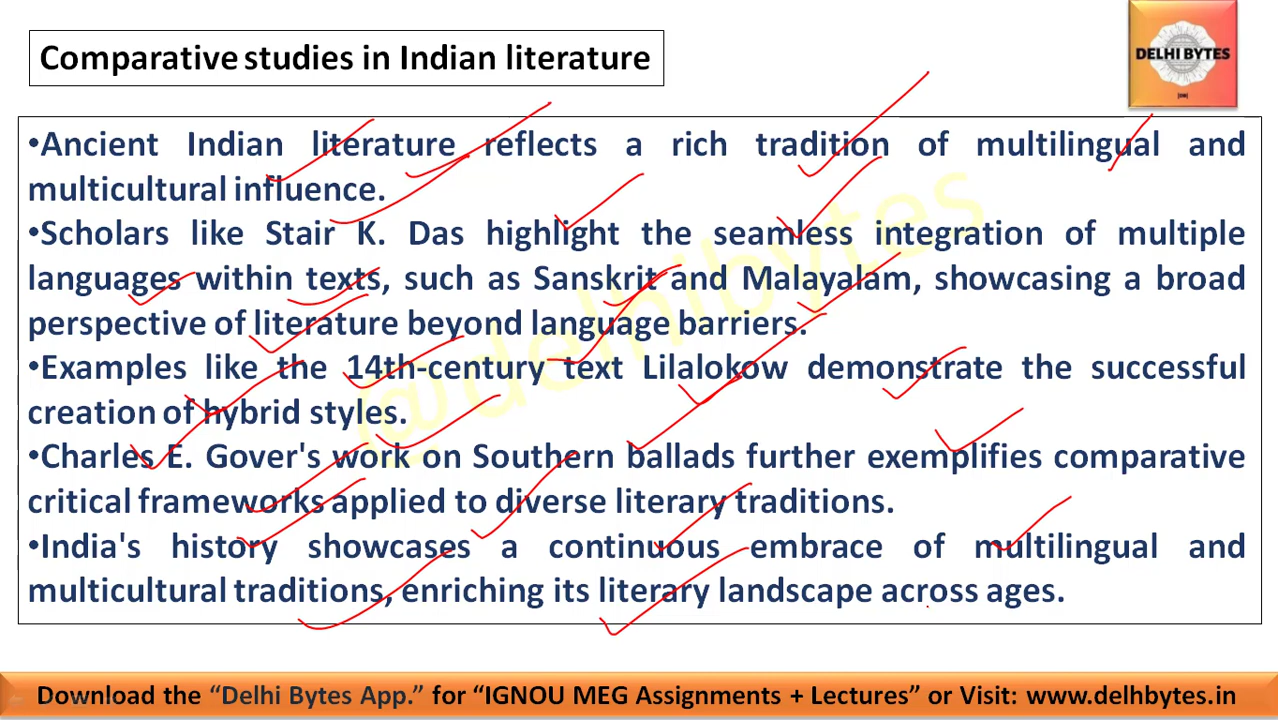 Comparative studies in Indian literature
DELHI BYTES
•Ancient Indian literature reflects a rich tradition of multilingual and
multicultural influence.
•Scholars like Stair K. Das highlight the seamless integration of multiple
languages within texts, such as Sanskrit and Malayalam, showcasing a broad
perspective of literature beyond language barriers.
•Examples like the 14th-century text Lilalokow demonstrate the successful
creation of hybrid styles.
•Charles E. Gover's work on Southern ballads further exemplifies comparative
critical frameworks applied to diverse literary traditions.
•India's history showcases a continuous embrace of multilingual and
multicultural traditions, enriching its literary landscape across ages.
@delhibytes
Download the “Delhi Bytes App.” for “IGNOU MEG Assignments + Lectures” or Visit: www.delhbytes.in